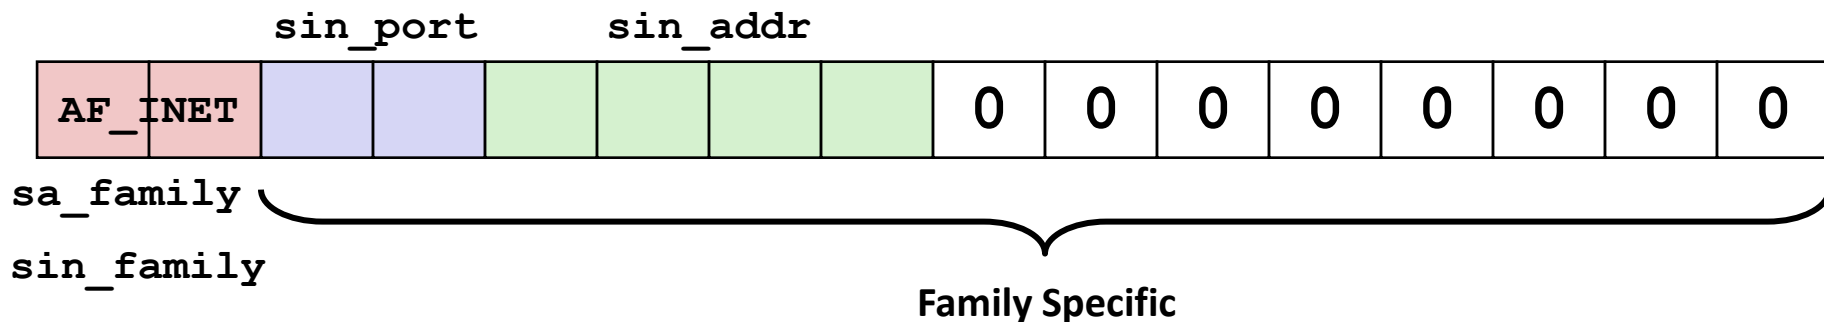 sin_port sin_addr
AF_INET 0 0 0 0 0 0 0 0
sa_family
sin_family
Family Specific